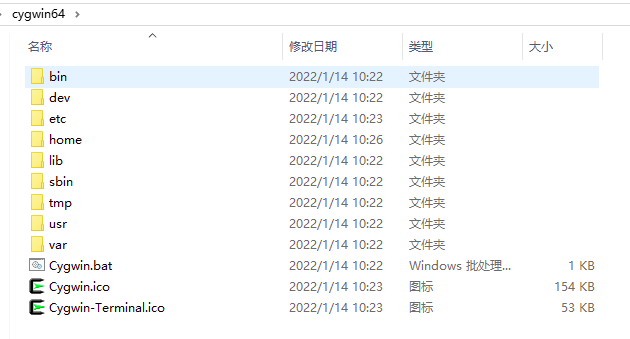 cygwin64
名称 修改日期 类型 大小
bin 2022/1/14 10:22 文件夹
dev 2022/1/14 10:22 文件夹
etc 2022/1/14 10:23 文件夹
home 2022/1/14 10:26 文件夹
lib 2022/1/14 10:22 文件夹
sbin 2022/1/14 10:22 文件夹
tmp 2022/1/14 10:22 文件夹
usr 2022/1/14 10:22 文件夹
var 2022/1/14 10:22 文件夹
Cygwin.bat 2022/1/14 10:22 Windows 批处理... 1 KB
Cygwin.ico 2022/1/14 10:23 图标 154 KB
Cygwin-Terminal.ico 2022/1/14 10:23 图标 53 KB